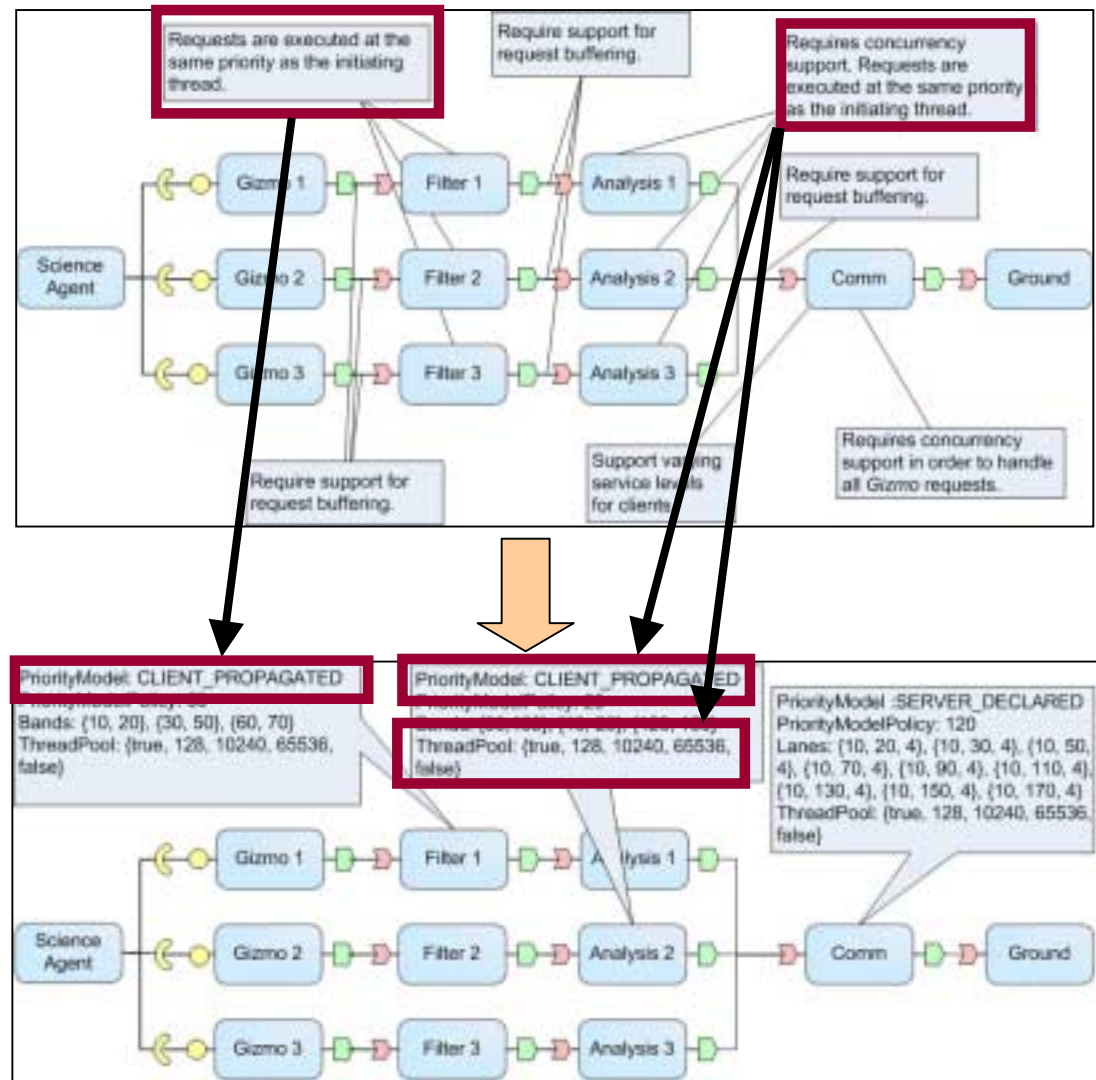 Requests are executed at the
same priority as the initiating
thread.
Require support for
request buffering.
Requires concurrency
support. Requests are
executed at the same priority
as the initiating thread.
Require support for
request buffering.
Gizmo 1
Filter 1
Analysis 1
Science
Agent
Gizmo 2
Filter 2
Analysis 2
Comm
Ground
Gizmo 3
Filter 3
Analysis 3
Require support for
request buffering.
Support varying
service levels
for clients
Requires concurrency
support in order to handle
all Gizmo requests.
PriorityModel: CLIENT_PROPAGATED
Bands: {10, 20}, {30, 50}, {60, 70}
ThreadPool: {true, 128, 10240, 65536,
false}
PriorityModel: CLIENT_PROPAGATED
ThreadPool: {true, 128, 10240, 65536,
false}
PriorityModel :SERVER_DECLARED
PriorityModelPolicy: 120
Lanes: {10, 20, 4}, {10, 30, 4}, {10, 50,
4}, {10, 70, 4}, {10, 90, 4}, {10, 110, 4},
{10, 130, 4}, {10, 150, 4}, {10, 170, 4}
ThreadPool: {true, 128, 10240, 65536,
false}
Gizmo 1
Filter 1
lysis 1
Science
Agent
Gizmo 2
Filter 2
Analysis 2
Comm
Ground
Gizmo 3
Filter 3
Analysis 3